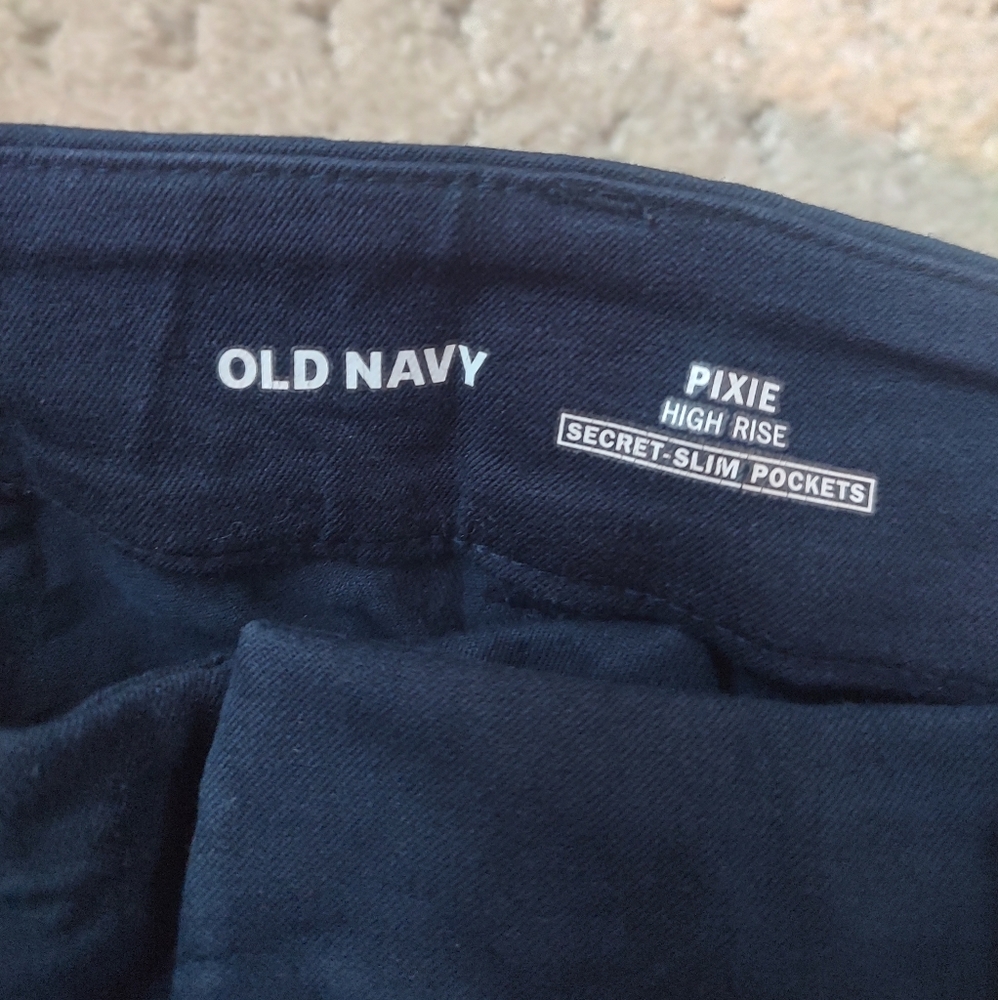 OLD NAVY
PIXIE
HIGH RISE
SECRET-SLIM POCKETS